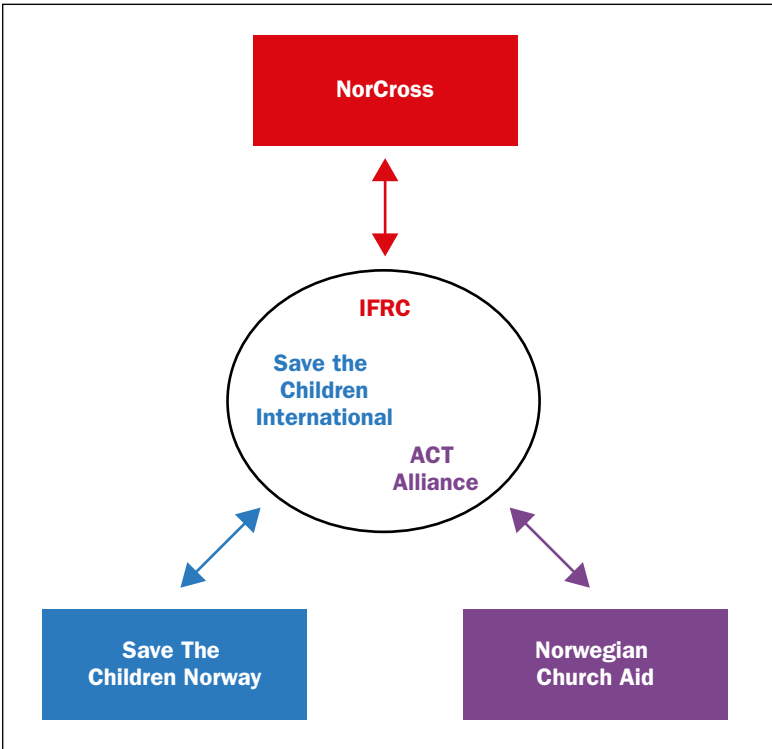 NorCross
IFRC
Save the
Children
International
ACT
Alliance
Save The
Children Norway
Norwegian
Church Aid